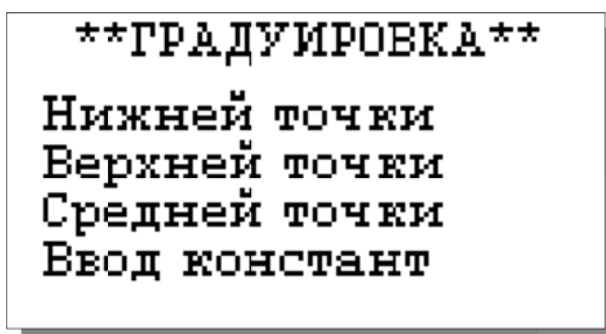 **ГРАДУИРОВКА**
Нижней точки
Верхней точки
Средней точки
Ввод констант